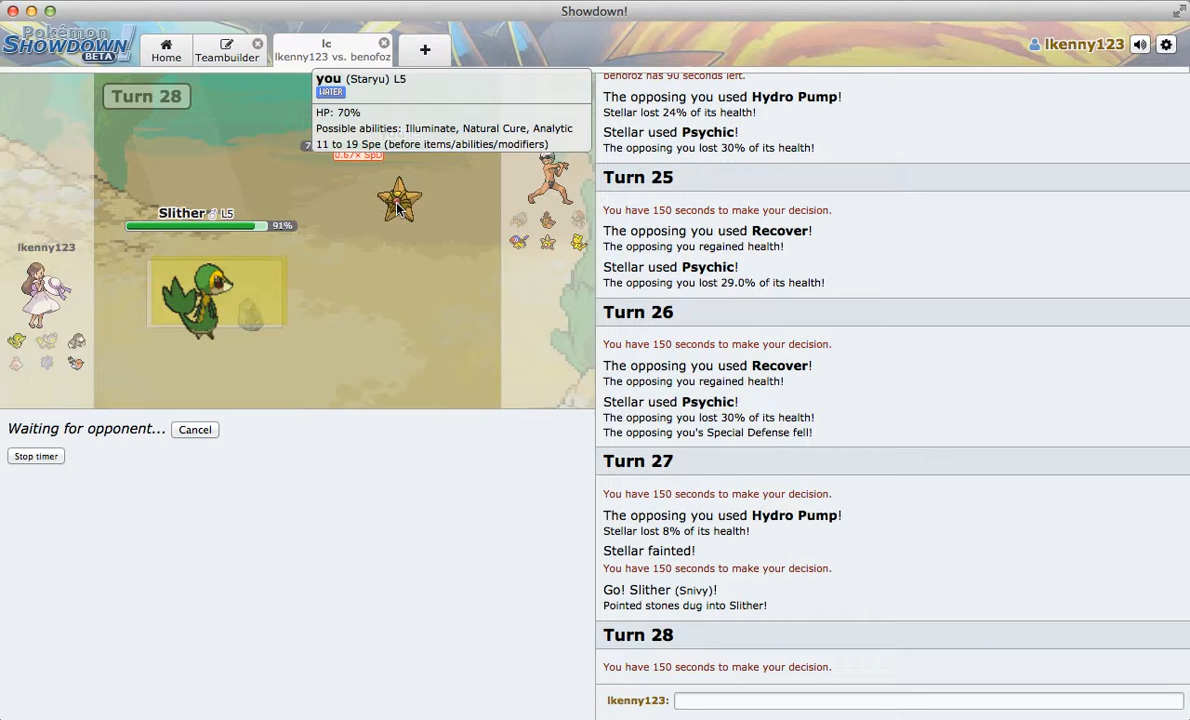 Showdown!
Pokémon
SHOWDOWN!
BETA
Home
Teambuilder
lc
lkenny123 vs. benofoz
+
lkenny123
Turn 28
you (Staryu) L5
WATER
HP: 70%
Possible abilities: Illuminate, Natural Cure, Analytic
11 to 19 Spe (before items/abilities/modifiers)
0.67× SpD
Slither ♂ L5
91%
lkenny123
Waiting for opponent... Cancel
Stop timer
benofoz has 90 seconds left.
The opposing you used Hydro Pump!
Stellar lost 24% of its health!
Stellar used Psychic!
The opposing you lost 30% of its health!
Turn 25
You have 150 seconds to make your decision.
The opposing you used Recover!
The opposing you regained health!
Stellar used Psychic!
The opposing you lost 29.0% of its health!
Turn 26
You have 150 seconds to make your decision.
The opposing you used Recover!
The opposing you regained health!
Stellar used Psychic!
The opposing you lost 30% of its health!
The opposing you's Special Defense fell!
Turn 27
You have 150 seconds to make your decision.
The opposing you used Hydro Pump!
Stellar lost 8% of its health!
Stellar fainted!
You have 150 seconds to make your decision.
Go! Slither (Snivy)!
Pointed stones dug into Slither!
Turn 28
You have 150 seconds to make your decision.
lkenny123: